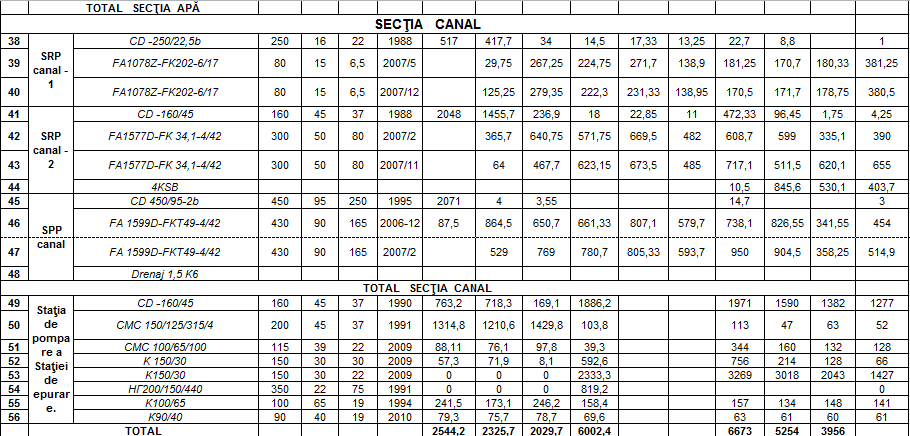 TOTAL SECŢIA APĂ
SECŢIA CANAL
38 SRP canal - 1 CD -250/22,5b 250 16 22 1988 517 417,7 34 14,5 17,33 13,25 22,7 8,8 1
39 FA1078Z-FK202-6/17 80 15 6,5 2007/5 29,75 267,25 224,75 271,7 138,9 181,25 170,7 180,33 381,25
40 FA1078Z-FK202-6/17 80 15 6,5 2007/12 125,25 279,35 222,3 231,33 138,95 170,5 171,7 178,75 380,5
41 SRP canal - 2 CD -160/45 160 45 37 1988 2048 1455,7 236,9 18 22,85 11 472,33 96,45 1,75 4,25
42 FA1577D-FK 34,1-4/42 300 50 80 2007/2 365,7 640,75 571,75 669,5 482 608,7 599 335,1 390
43 FA1577D-FK 34,1-4/42 300 50 80 2007/11 64 467,7 623,15 673,5 485 717,1 511,5 620,1 655
44 4KSB 10,5 845,6 530,1 403,7
45 SPP canal CD 450/95-2b 450 95 250 1995 2071 4 3,55 14,7 3
46 FA 1599D-FKT49-4/42 430 90 165 2006-12 87,5 864,5 650,7 661,33 807,1 579,7 738,1 826,55 341,55 454
47 FA 1599D-FKT49-4/42 430 90 165 2007/2 529 769 780,7 805,33 593,7 950 904,5 358,25 514,9
48 Drenaj 1,5 K6
TOTAL SECŢIA CANAL
49 Staţia de pompare a Staţiei de epurare. CD -160/45 160 45 37 1990 763,2 718,3 169,1 1886,2 1971 1590 1382 1277
50 CMC 150/125/315/4 200 45 37 1991 1314,8 1210,6 1429,8 103,8 113 47 63 52
51 CMC 100/65/100 115 39 22 2009 88,11 76,1 97,8 39,3 344 160 132 128
52 K 150/30 150 30 30 2009 57,3 71,9 8,1 592,6 756 214 128 66
53 K150/30 150 30 22 2009 0 0 0 2333,3 3269 3018 2043 1427
54 НГ200/150/440 350 22 75 1991 0 0 0 819,2 0
55 K100/65 100 65 19 1994 241,5 173,1 246,2 158,4 157 134 148 141
56 K90/40 90 40 19 2010 79,3 75,7 78,7 69,6 63 61 60 61
TOTAL 2544,2 2325,7 2029,7 6002,4 6673 5254 3956